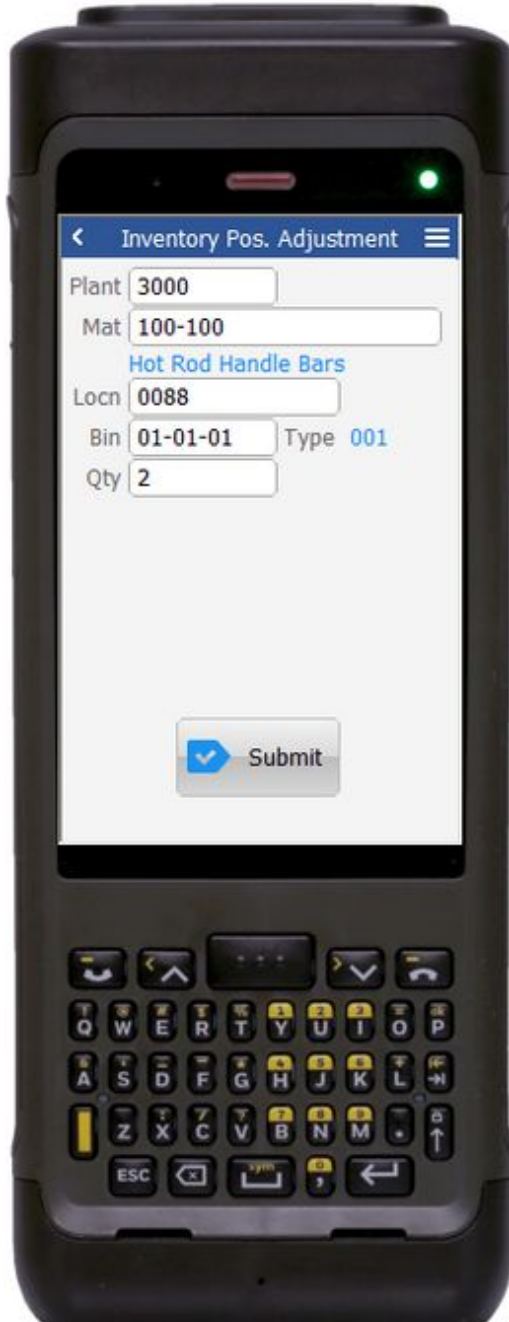 Inventory Pos. Adjustment
Plant 3000
Mat 100-100
Hot Rod Handle Bars
Locn 0088
Bin 01-01-01 Type 001
Qty 2
Submit
Q W E R T Y U I O P
A S D F G H J K L
Z X C V B N M .
ESC sym ,